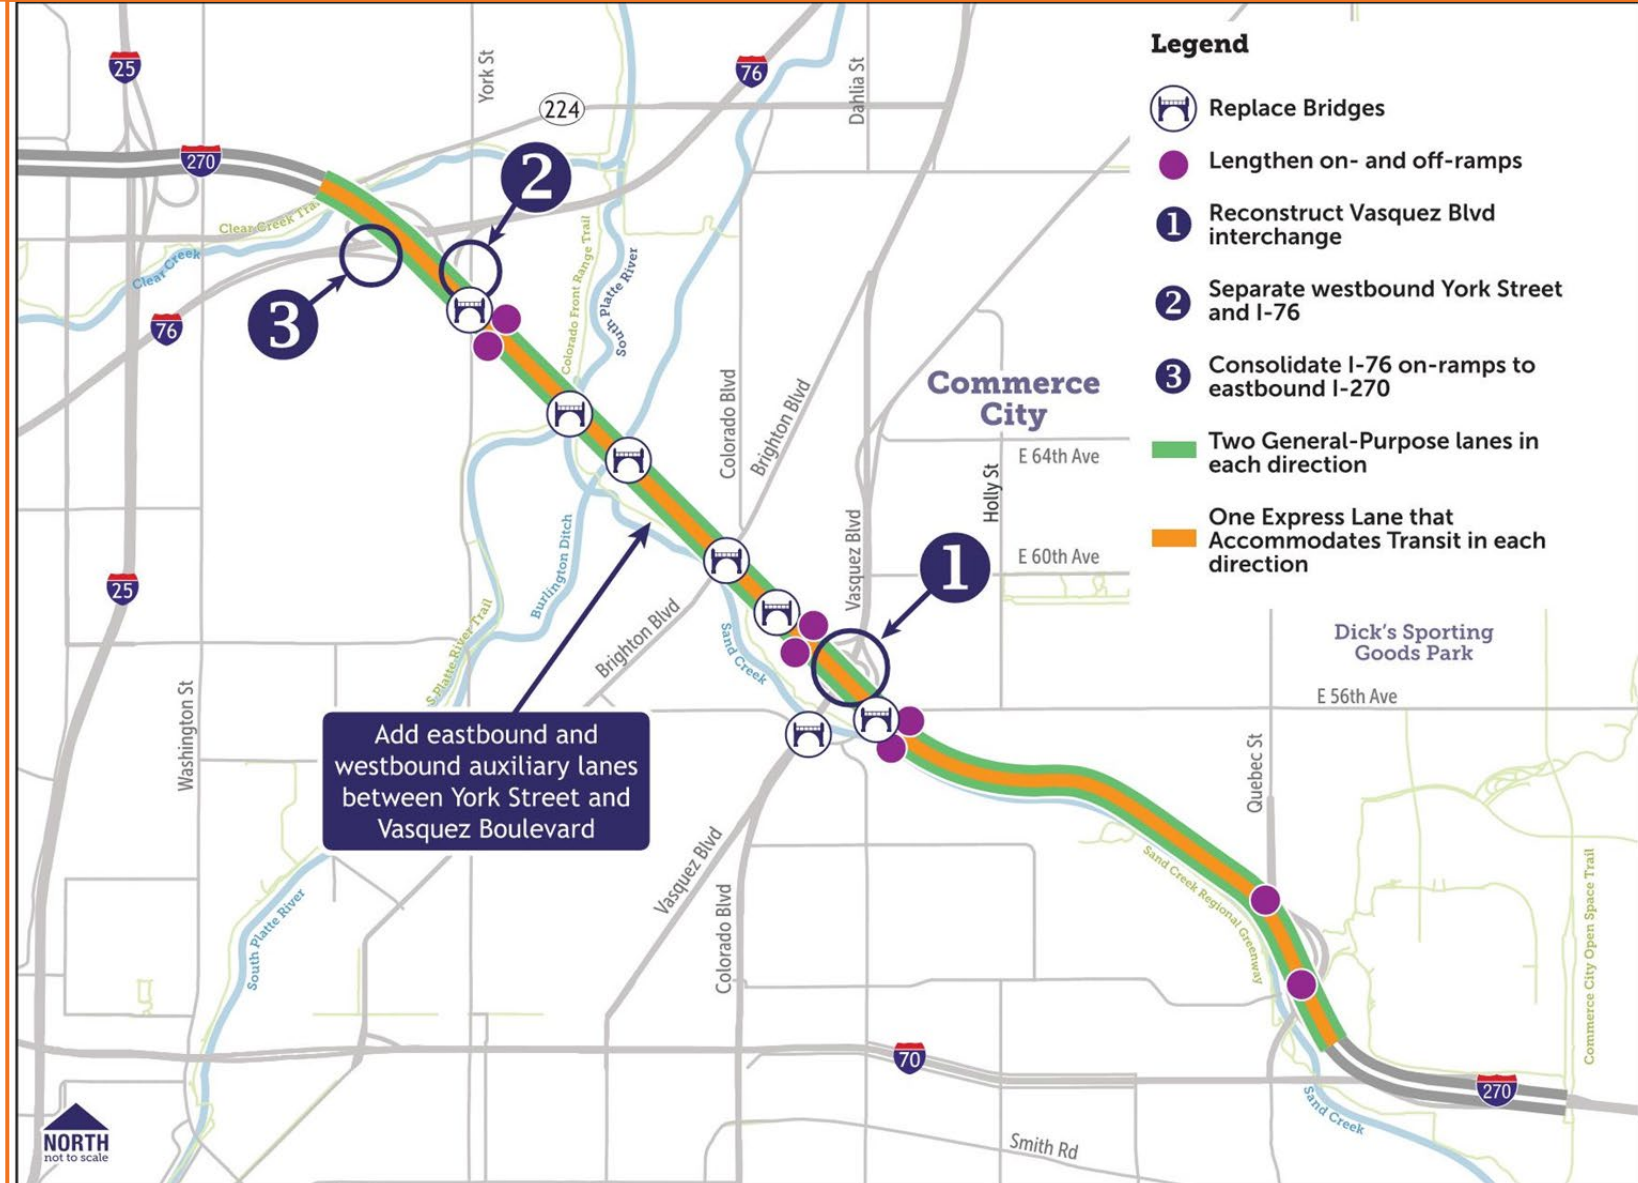 25
York St
76
Dahlia St
224
270
2
Clear Creek Trail
Clear Creek
3
76
Colorado Front Range Trail
South Platte River
Commerce
City
Colorado Blvd
Brighton Blvd
E 64th Ave
Holly St
Vasquez Blvd
E 60th Ave
1
25
Burlington Ditch
S Platte River Trail
Brighton Blvd
Sand Creek
Washington St
Add eastbound and
westbound auxiliary lanes
between York Street and
Vasquez Boulevard
Dick's Sporting
Goods Park
E 56th Ave
Quebec St
Vasquez Blvd
Colorado Blvd
South Platte River
Sand Creek Regional Greenway
Commerce City Open Space Trail
70
270
Sand Creek
Smith Rd
NORTH
not to scale
Legend
Replace Bridges
Lengthen on- and off-ramps
1 Reconstruct Vasquez Blvd
interchange
2 Separate westbound York Street
and I-76
3 Consolidate I-76 on-ramps to
eastbound I-270
Two General-Purpose lanes in
each direction
One Express Lane that
Accommodates Transit in each
direction